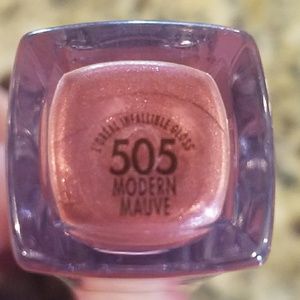 L'ORÉAL INFALLIBLE GLOSS
505
MODERN
MAUVE